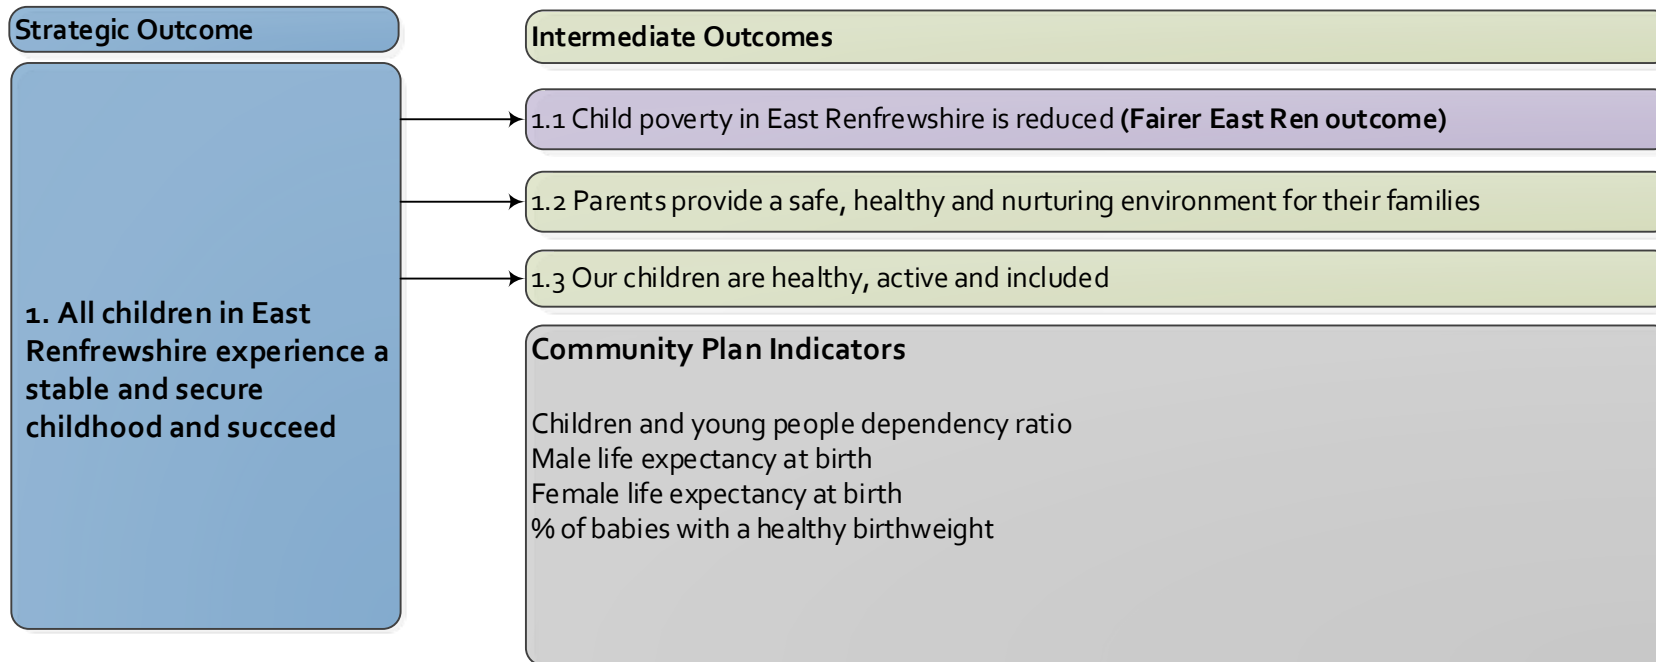 Strategic Outcome
Intermediate Outcomes
1. All children in East
Renfrewshire experience a
stable and secure
childhood and succeed
1.1 Child poverty in East Renfrewshire is reduced (Fairer East Ren outcome)
1.2 Parents provide a safe, healthy and nurturing environment for their families
1.3 Our children are healthy, active and included
Community Plan Indicators
Children and young people dependency ratio
Male life expectancy at birth
Female life expectancy at birth
% of babies with a healthy birthweight